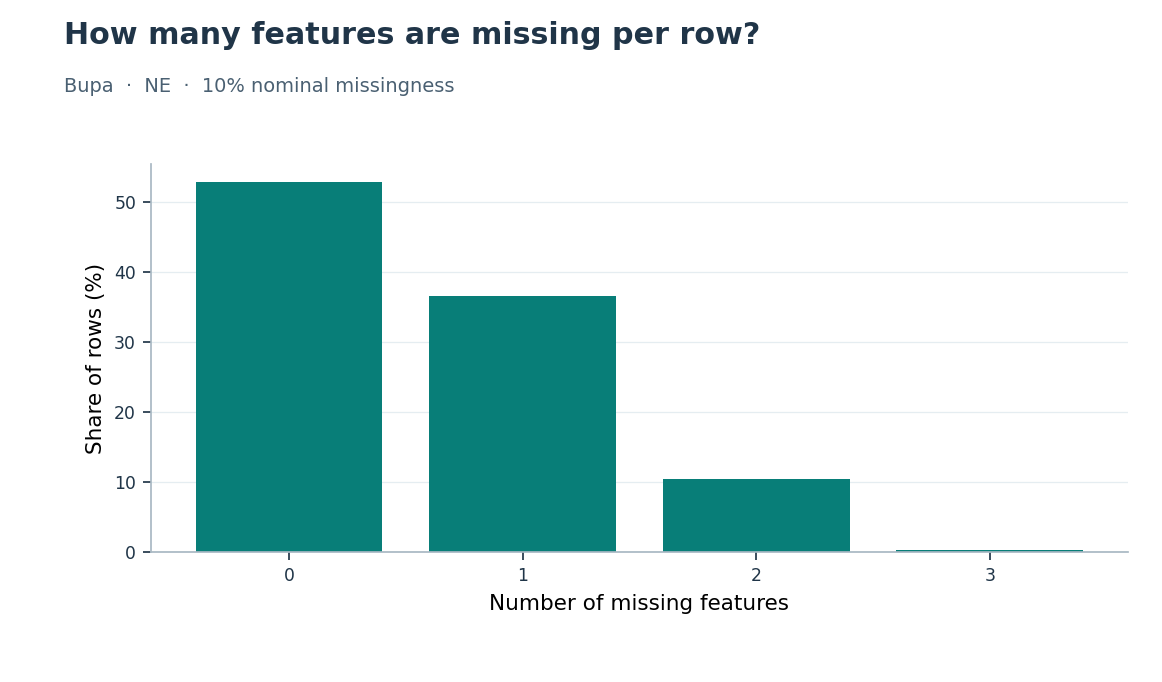 How many features are missing per row?
Bupa · NE · 10% nominal missingness
Share of rows (%)
50
40
30
20
10
0
0 1 2 3
Number of missing features